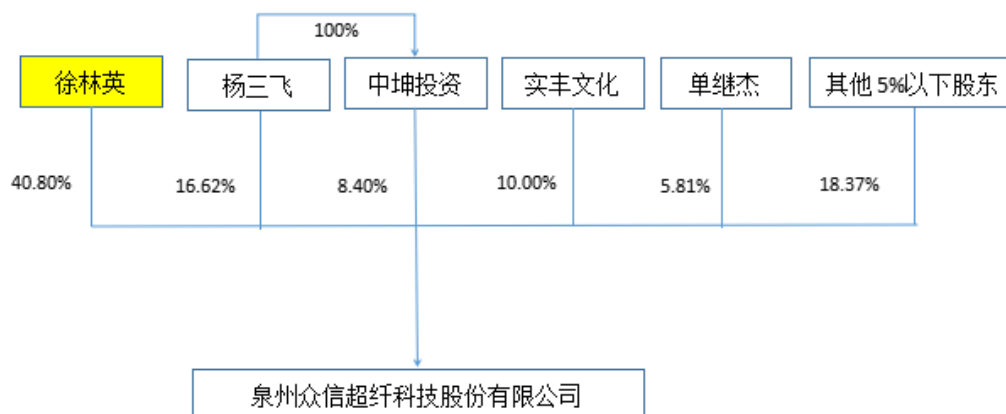 100%
徐林英
杨三飞
中坤投资
实丰文化
单继杰
其他 5%以下股东
40.80%
16.62%
8.40%
10.00%
5.81%
18.37%
泉州众信超纤科技股份有限公司